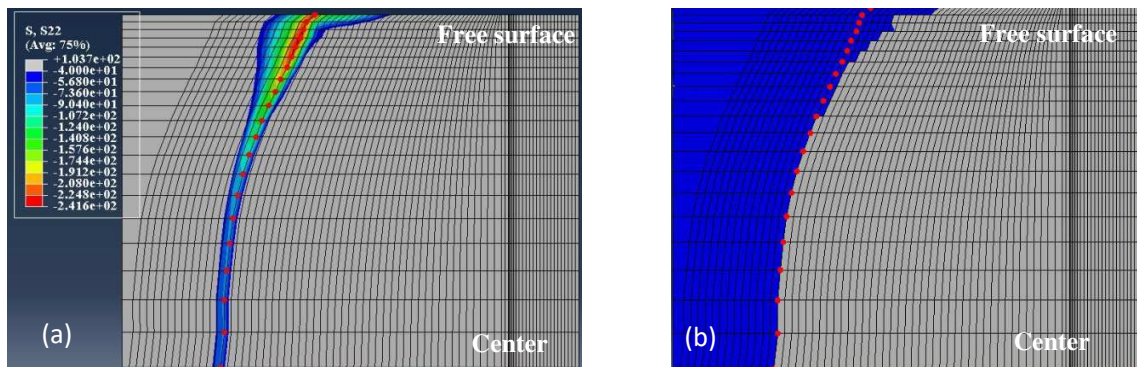 S, S22
(Avg: 75%)
+1.037e+02
-4.000e+01
-5.680e+01
-7.360e+01
-9.040e+01
-1.072e+02
-1.240e+02
-1.408e+02
-1.576e+02
-1.744e+02
-1.912e+02
-2.080e+02
-2.248e+02
-2.416e+02
Free surface
(a)
Center
Free surface
(b)
Center